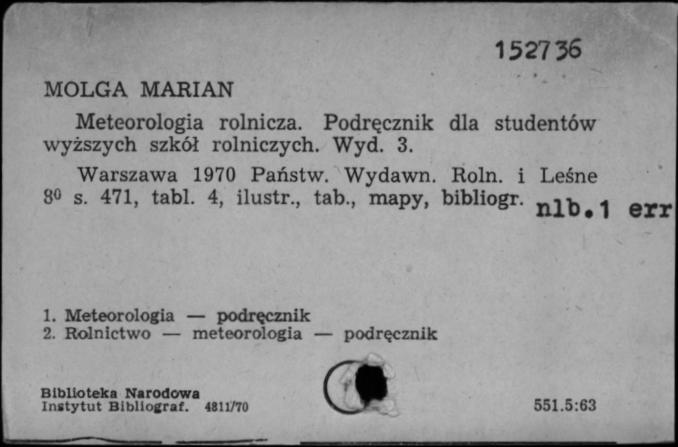 152736
MOLGA MARIAN
Meteorologia rolnicza. Podręcznik dla studentów
wyższych szkół rolniczych. Wyd. 3.
Warszawa 1970 Państw. Wydawn. Roln. i Leśne
8⁰ s. 471, tabl. 4, ilustr., tab., mapy, bibliogr. nlb.1 err
1. Meteorologia — podręcznik
2. Rolnictwo — meteorologia — podręcznik
Biblioteka Narodowa
Instytut Bibliograf. 4811/70
551.5:63